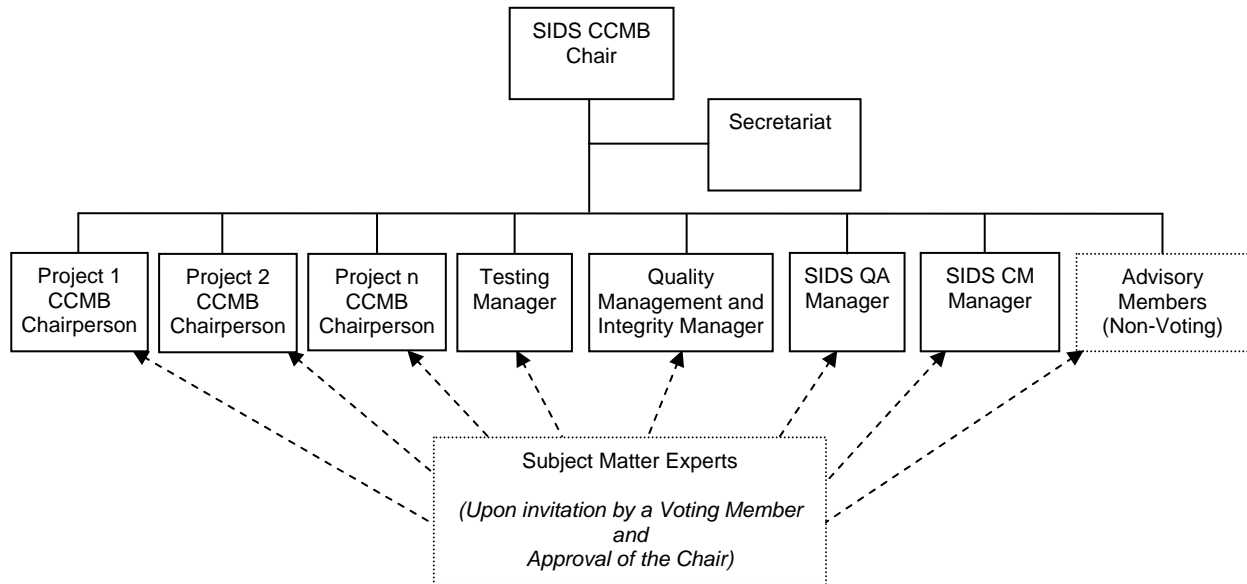 SIDS CCMB
Chair
Secretariat
Project 1
CCMB
Chairperson
Project 2
CCMB
Chairperson
Project n
CCMB
Chairperson
Testing
Manager
Quality
Management and
Integrity Manager
SIDS QA
Manager
SIDS CM
Manager
Advisory
Members
(Non-Voting)
Subject Matter Experts
(Upon invitation by a Voting Member
and
Approval of the Chair)